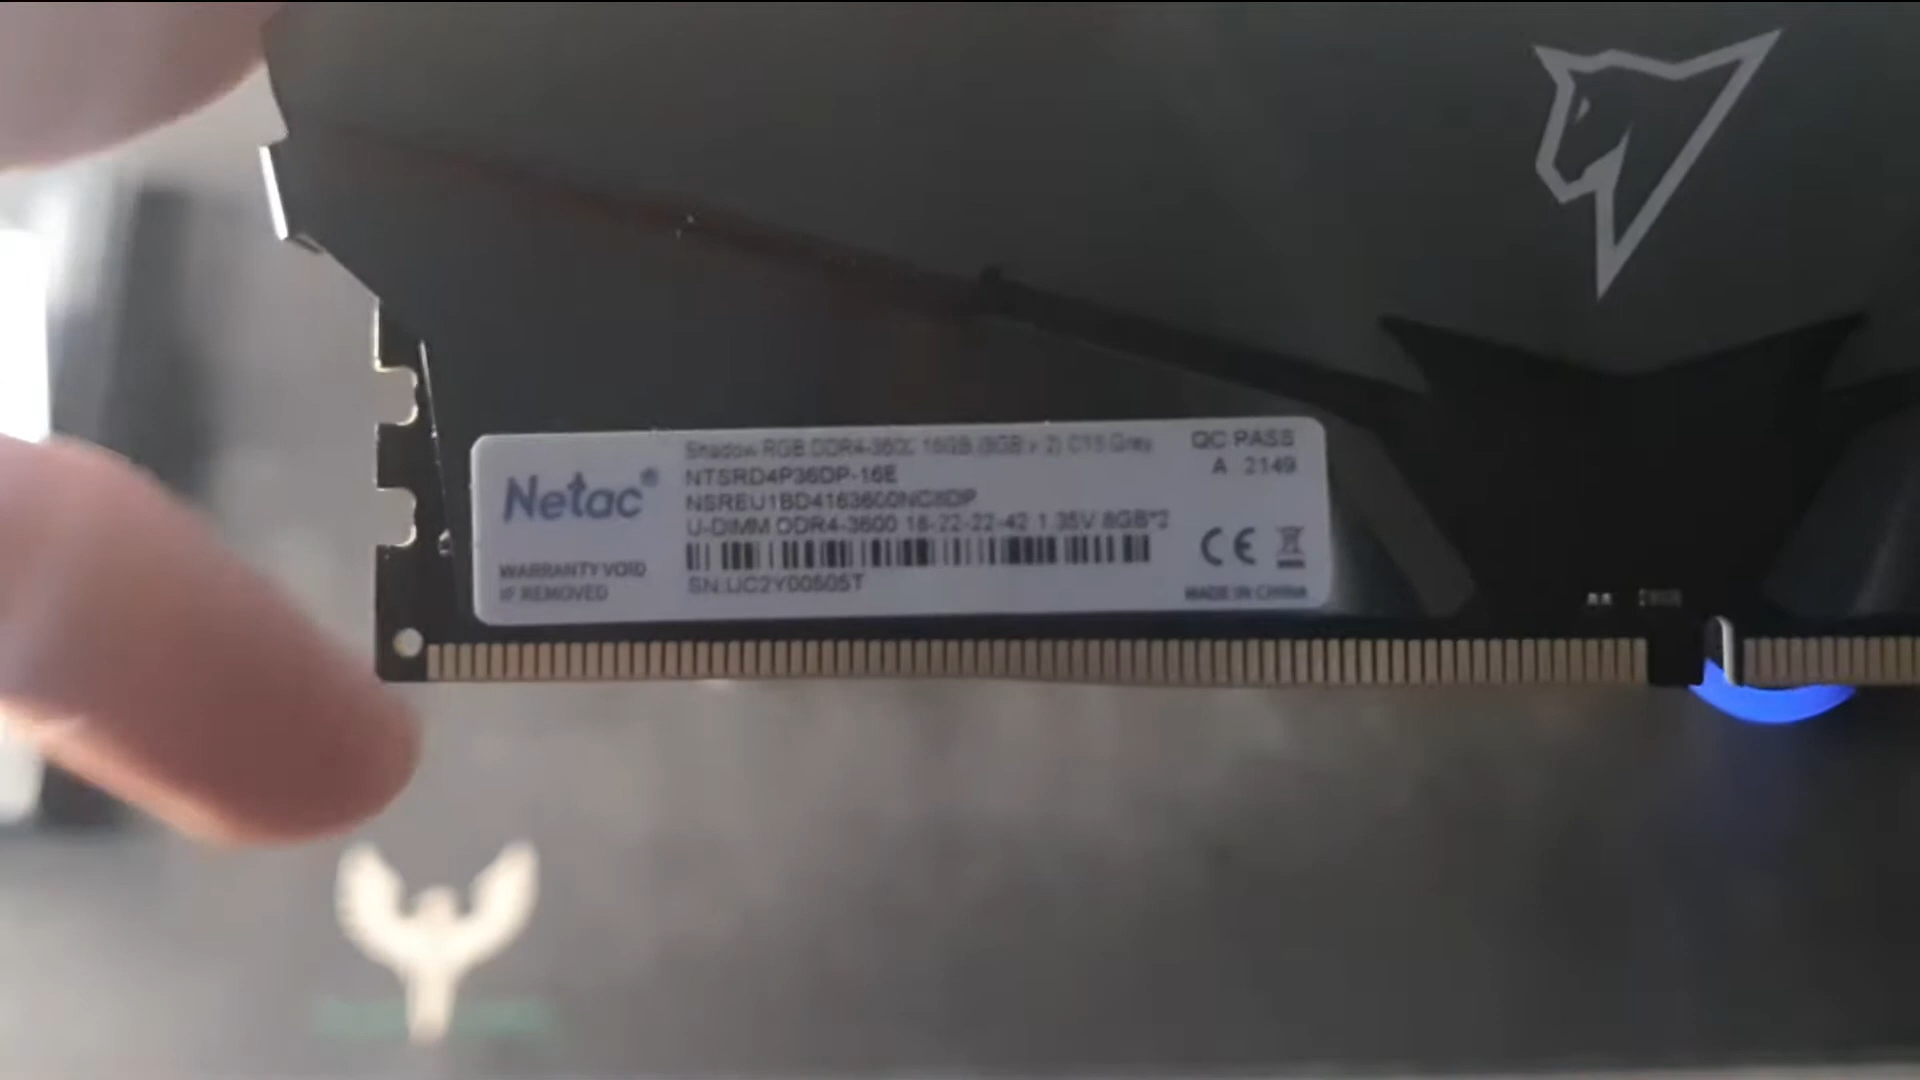 Netac®
WARRANTY VOID
IF REMOVED
Shadow RGB DDR4-3600 16GB (8GB x 2) C18 Grey
NTSRD4P36DP-16E
U-DIMM DDR4-3600 18-22-22-42 1.35V 8GB*2
QC PASS
A 2149
CE
MADE IN CHINA